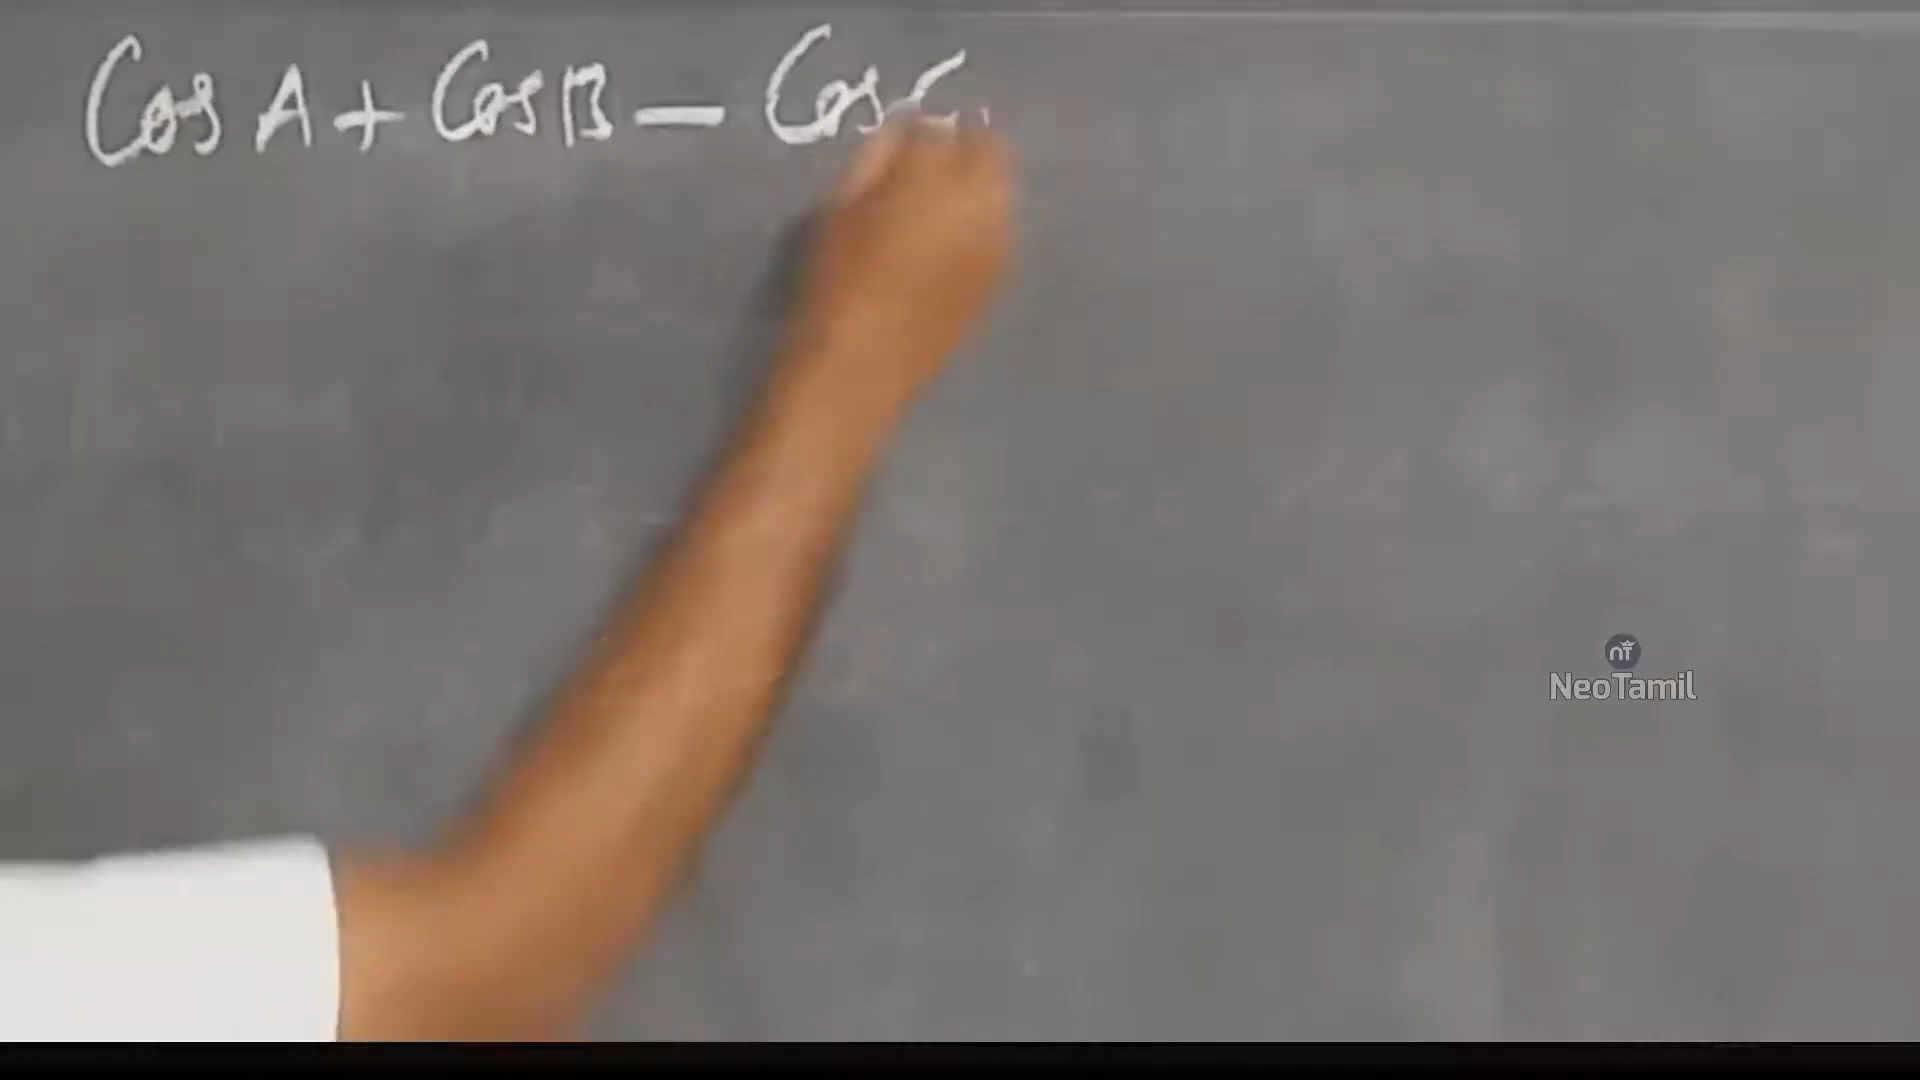 Cos A + Cos B — Cos C
NeoTamil